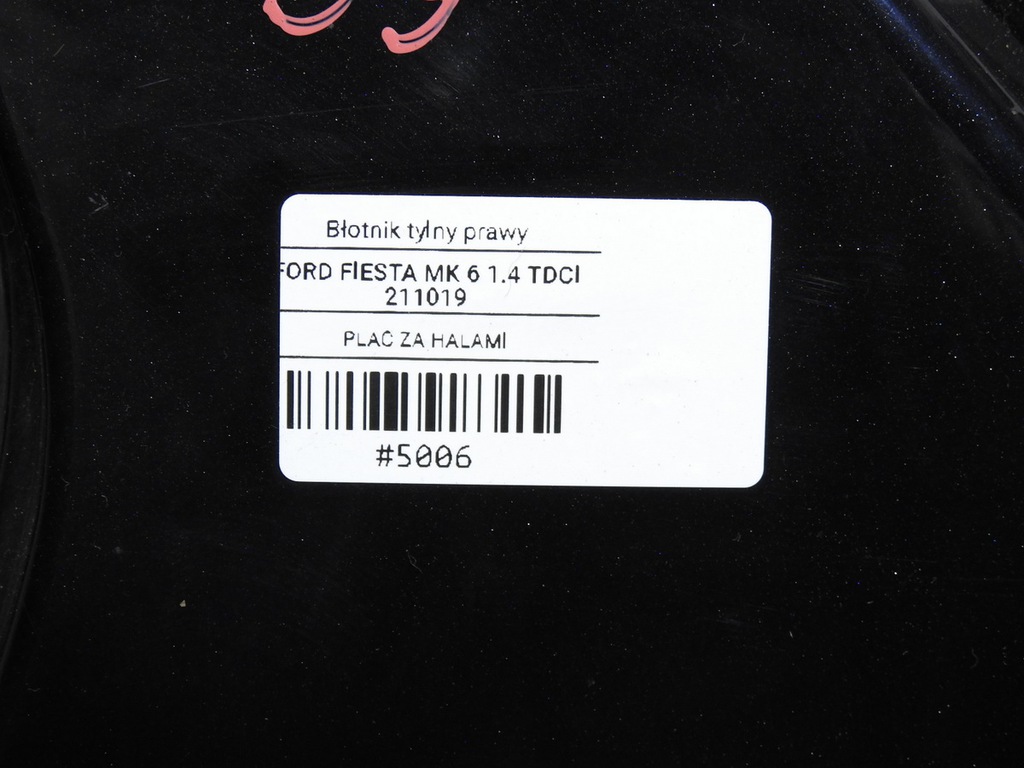 Błotnik tylny prawy
FORD FIESTA MK 6 1.4 TDCI
211019
PLAC ZA HALAMI
#5006